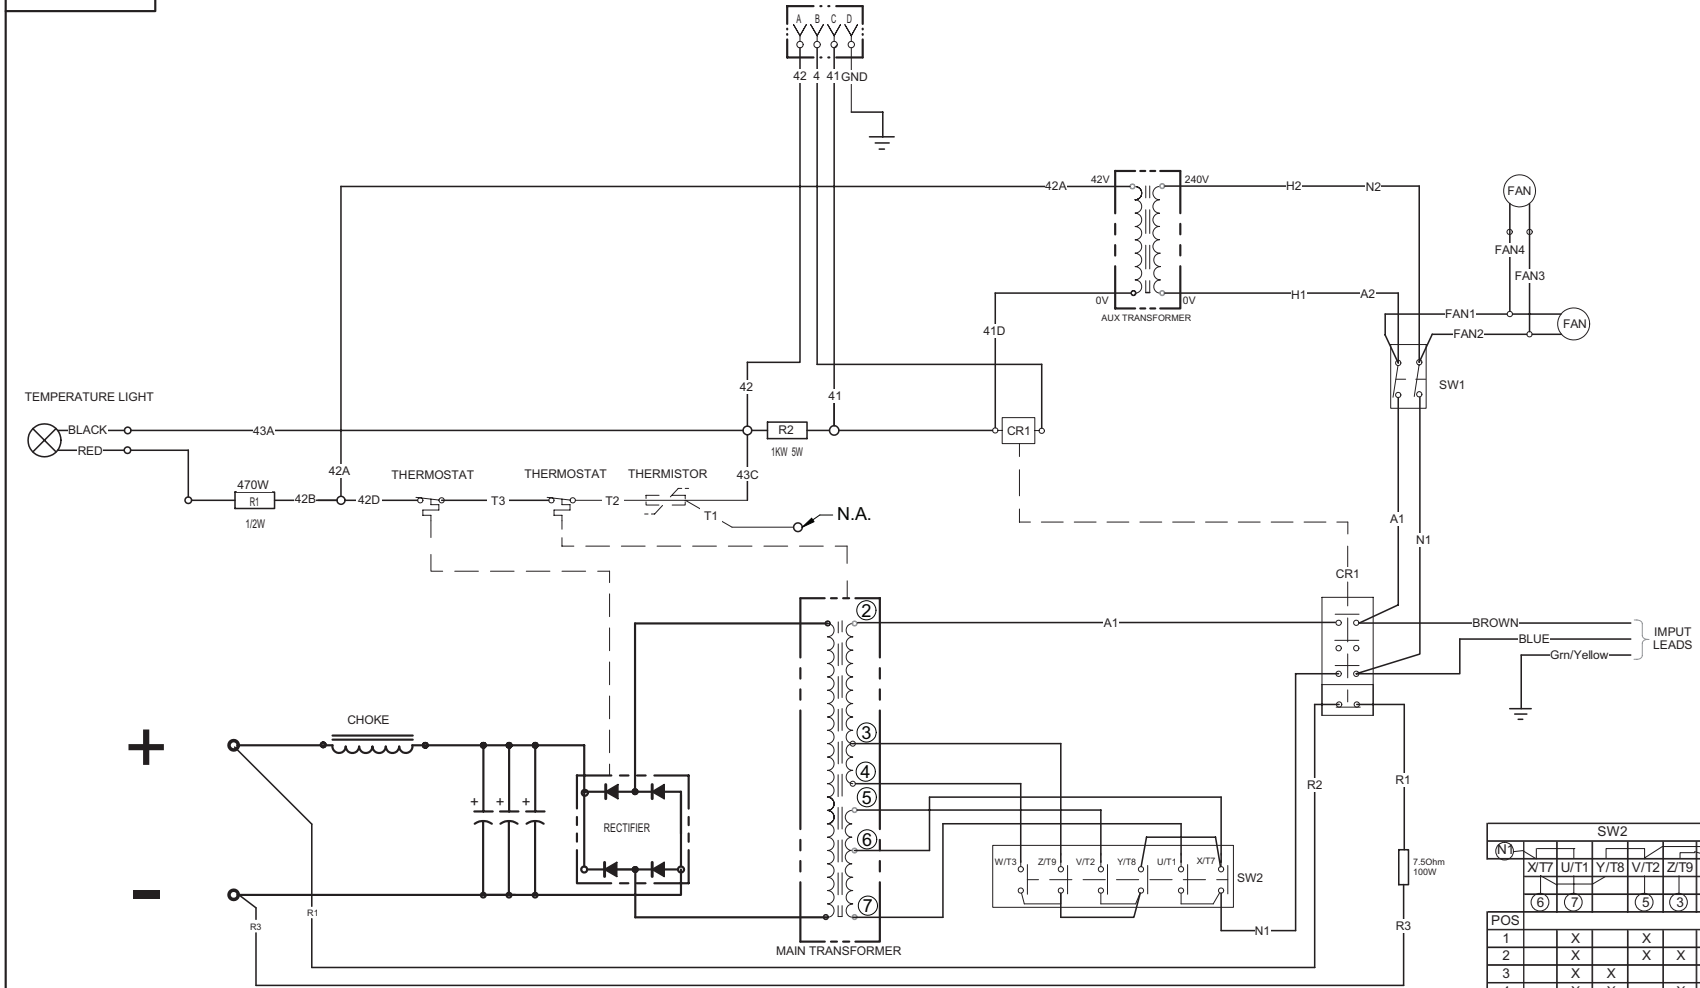 A B C D
42 4 41 GND
42A 42V 240V H2 N2
FAN
FAN4
FAN3
0V 0V H1 A2
AUX TRANSFORMER
FAN1
FAN
FAN2
41D
SW1
42
41
TEMPERATURE LIGHT
BLACK 43A R2 CR1
RED
1KW 5W
42A THERMOSTAT THERMOSTAT THERMISTOR 43C
470W
R1 42B 42D T3 T2
1/2W
T1 N.A.
A1
N1
CR1
2
A1 BROWN
BLUE
Grn/Yellow
IMPUT
LEADS
CHOKE
+
3
4
5
R2 R1
+ + +
RECTIFIER
6
W/T3 Z/T9 V/T2 Y/T8 U/T1 X/T7
SW2
7.5Ohm
100W
-
7
R1
R3
N1
R3
MAIN TRANSFORMER
SW2
N1
X/T7 U/T1 Y/T8 V/T2 Z/T9
6 7 5 3
POS
1 X X
2 X X X
3 X X